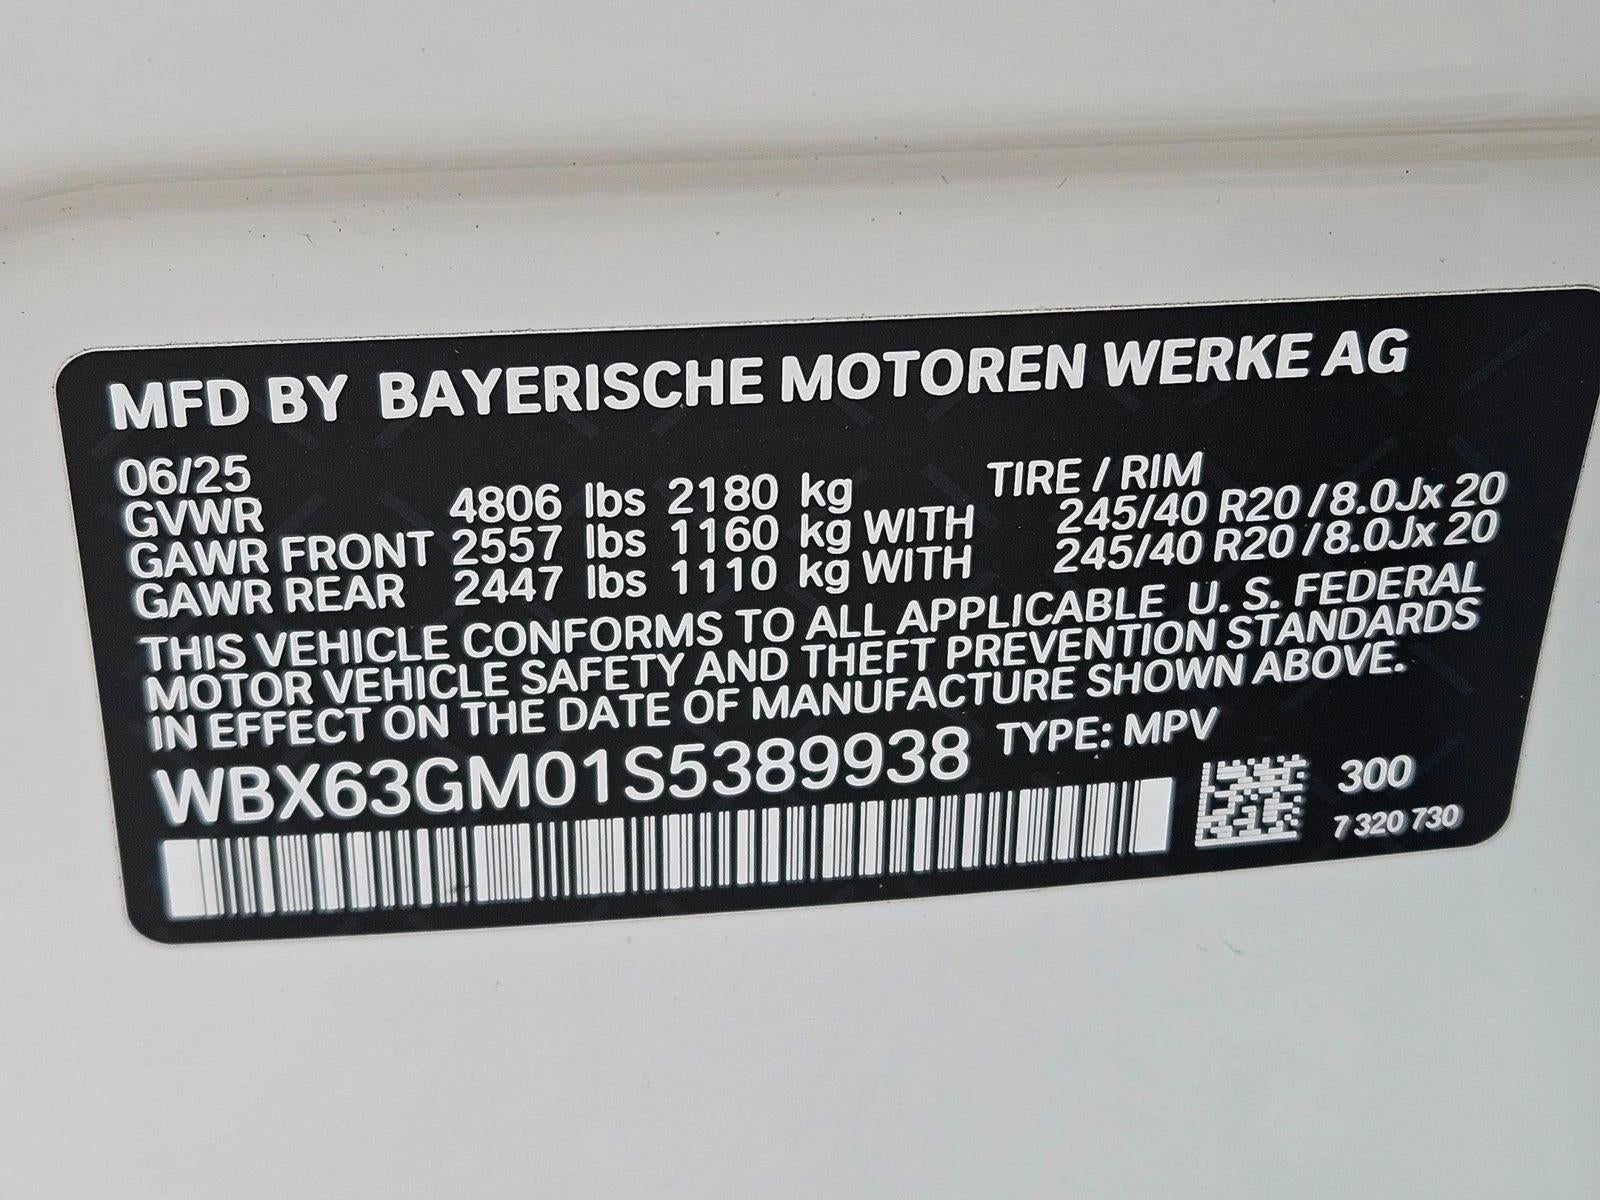 MFD BY BAYERISCHE MOTOREN WERKE AG
06/25 TIRE / RIM
GVWR 4806 lbs 2180 kg
GAWR FRONT 2557 lbs 1160 kg WITH 245/40 R20 /8.0Jx 20
GAWR REAR 2447 lbs 1110 kg WITH 245/40 R20 /8.0Jx 20
THIS VEHICLE CONFORMS TO ALL APPLICABLE U. S. FEDERAL
MOTOR VEHICLE SAFETY AND THEFT PREVENTION STANDARDS
IN EFFECT ON THE DATE OF MANUFACTURE SHOWN ABOVE.
WBX63GM01S5389938 TYPE: MPV
300
7 320 730